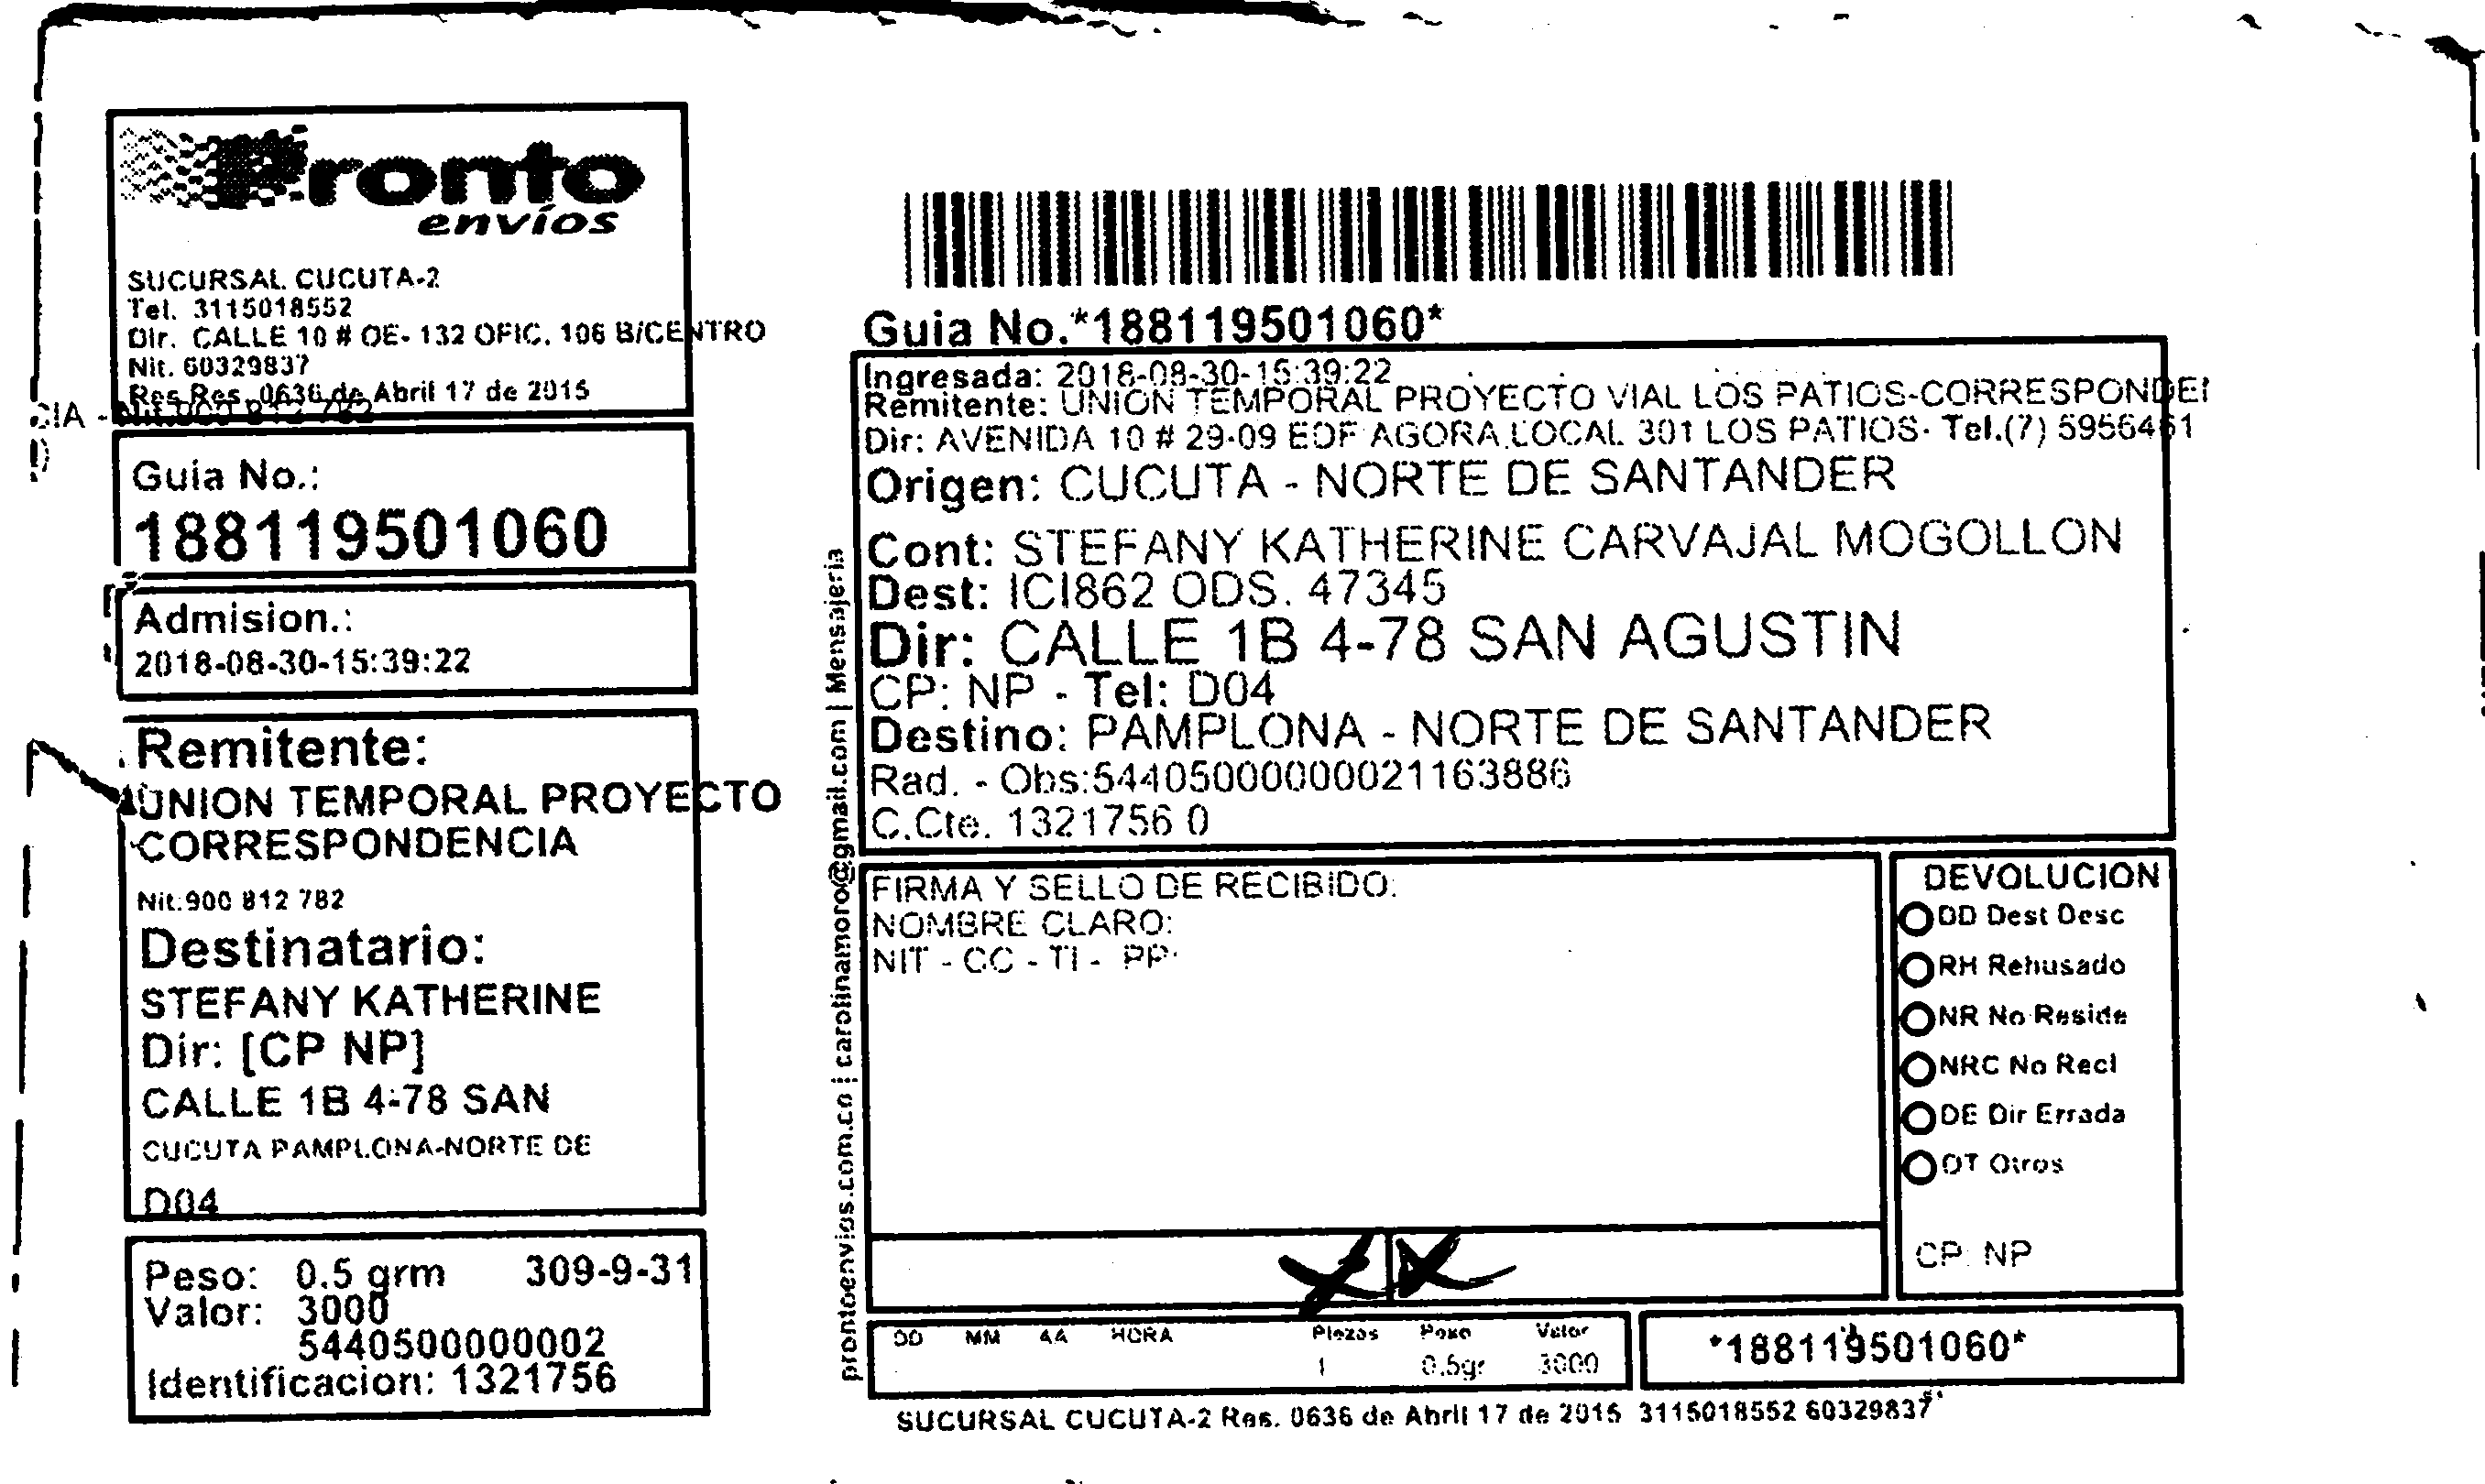 Pronto
envíos
SUCURSAL CUCUTA-2
Tel. 3115018552
Dir. CALLE 10 # OE- 132 OFIC. 106 B/CENTRO
Nit. 60329837
Res Res. 0636 de Abril 17 de 2015
CIA - Nit.900 812 782
Guia No.:
188119501060
Admision.:
2018-08-30-15:39:22
Remitente:
UNION TEMPORAL PROYECTO
CORRESPONDENCIA
Nit:900 812 782
Destinatario:
STEFANY KATHERINE
Dir: [CP NP]
CALLE 1B 4-78 SAN
CUCUTA PAMPLONA-NORTE DE
D04
Peso: 0.5 grm 309-9-31
Valor: 3000
5440500000002
Identificacion: 1321756
prontoenvios.com.co | carolinamoro@gmail.com | Mensajeria
Guia No.*188119501060*
Ingresada: 2018-08-30-15:39:22
Remitente: UNION TEMPORAL PROYECTO VIAL LOS PATIOS-CORRESPONDEN
Dir: AVENIDA 10 # 29-09 EDF AGORA LOCAL 301 LOS PATIOS- Tel.(7) 5956461
Origen: CUCUTA - NORTE DE SANTANDER
Cont: STEFANY KATHERINE CARVAJAL MOGOLLON
Dest: ICI862 ODS. 47345
Dir: CALLE 1B 4-78 SAN AGUSTIN
CP: NP - Tel: D04
Destino: PAMPLONA - NORTE DE SANTANDER
Rad. - Obs:544050000000021163886
C.Cte. 1321756 0
FIRMA Y SELLO DE RECIBIDO:
NOMBRE CLARO:
NIT - CC - TI - PP:
DEVOLUCION
DD Dest Desc
RH Rehusado
NR No Reside
NRC No Recl
DE Dir Errada
OT Otros
CP: NP
DD MM AA HORA Piezas Peso Valor
1 0.5gr 3000
*188119501060*
SUCURSAL CUCUTA-2 Res. 0636 de Abril 17 de 2015 3115018552 60329837